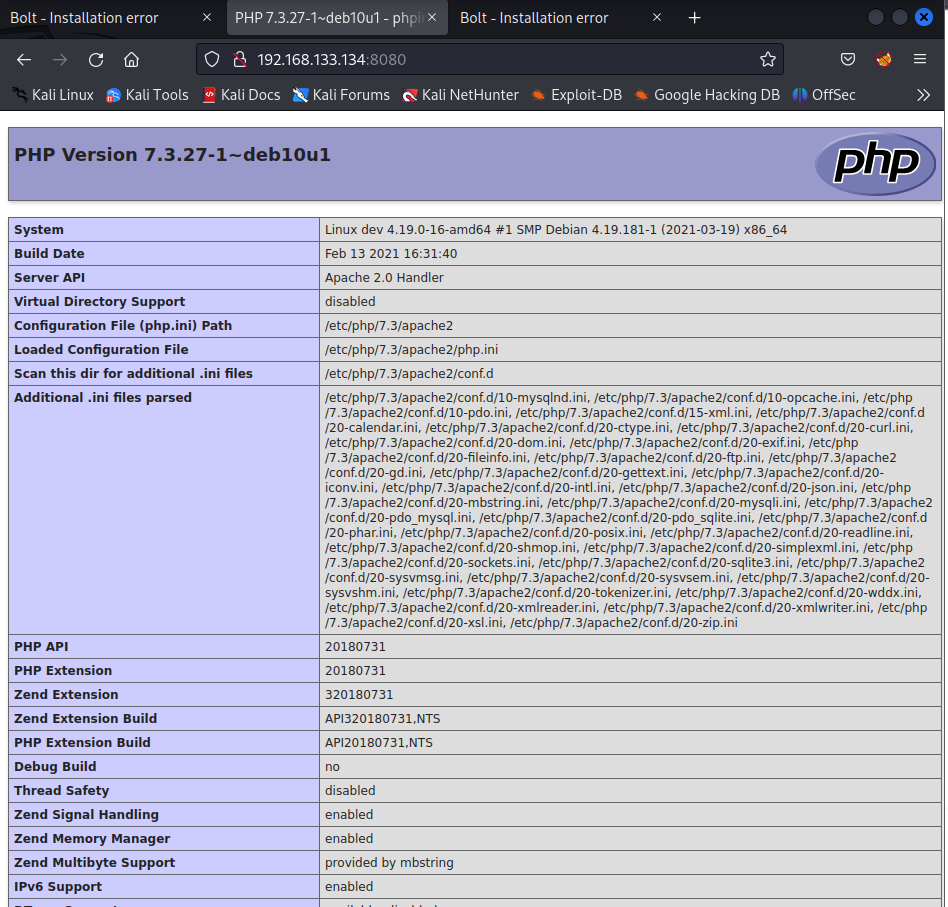 Bolt - Installation error
PHP 7.3.27-1~deb10u1 - phpi
Bolt - Installation error
192.168.133.134:8080
Kali Linux
Kali Tools
Kali Docs
Kali Forums
Kali NetHunter
Exploit-DB
Google Hacking DB
OffSec
PHP Version 7.3.27-1~deb10u1
php
System Linux dev 4.19.0-16-amd64 #1 SMP Debian 4.19.181-1 (2021-03-19) x86_64
Build Date Feb 13 2021 16:31:40
Server API Apache 2.0 Handler
Virtual Directory Support disabled
Configuration File (php.ini) Path /etc/php/7.3/apache2
Loaded Configuration File /etc/php/7.3/apache2/php.ini
Scan this dir for additional .ini files /etc/php/7.3/apache2/conf.d
Additional .ini files parsed /etc/php/7.3/apache2/conf.d/10-mysqlnd.ini, /etc/php/7.3/apache2/conf.d/10-opcache.ini, /etc/php
/7.3/apache2/conf.d/10-pdo.ini, /etc/php/7.3/apache2/conf.d/15-xml.ini, /etc/php/7.3/apache2/conf.d
/20-calendar.ini, /etc/php/7.3/apache2/conf.d/20-ctype.ini, /etc/php/7.3/apache2/conf.d/20-curl.ini,
/etc/php/7.3/apache2/conf.d/20-dom.ini, /etc/php/7.3/apache2/conf.d/20-exif.ini, /etc/php
/7.3/apache2/conf.d/20-fileinfo.ini, /etc/php/7.3/apache2/conf.d/20-ftp.ini, /etc/php/7.3/apache2
/conf.d/20-gd.ini, /etc/php/7.3/apache2/conf.d/20-gettext.ini, /etc/php/7.3/apache2/conf.d/20-
iconv.ini, /etc/php/7.3/apache2/conf.d/20-intl.ini, /etc/php/7.3/apache2/conf.d/20-json.ini, /etc/php
/7.3/apache2/conf.d/20-mbstring.ini, /etc/php/7.3/apache2/conf.d/20-mysqli.ini, /etc/php/7.3/apache2
/conf.d/20-pdo_mysql.ini, /etc/php/7.3/apache2/conf.d/20-pdo_sqlite.ini, /etc/php/7.3/apache2/conf.d
/20-phar.ini, /etc/php/7.3/apache2/conf.d/20-posix.ini, /etc/php/7.3/apache2/conf.d/20-readline.ini,
/etc/php/7.3/apache2/conf.d/20-shmop.ini, /etc/php/7.3/apache2/conf.d/20-simplexml.ini, /etc/php
/7.3/apache2/conf.d/20-sockets.ini, /etc/php/7.3/apache2/conf.d/20-sqlite3.ini, /etc/php/7.3/apache2
/conf.d/20-sysvmsg.ini, /etc/php/7.3/apache2/conf.d/20-sysvsem.ini, /etc/php/7.3/apache2/conf.d/20-
sysvshm.ini, /etc/php/7.3/apache2/conf.d/20-tokenizer.ini, /etc/php/7.3/apache2/conf.d/20-wddx.ini,
/etc/php/7.3/apache2/conf.d/20-xmlreader.ini, /etc/php/7.3/apache2/conf.d/20-xmlwriter.ini, /etc/php
/7.3/apache2/conf.d/20-xsl.ini, /etc/php/7.3/apache2/conf.d/20-zip.ini
PHP API 20180731
PHP Extension 20180731
Zend Extension 320180731
Zend Extension Build API320180731,NTS
PHP Extension Build API20180731,NTS
Debug Build no
Thread Safety disabled
Zend Signal Handling enabled
Zend Memory Manager enabled
Zend Multibyte Support provided by mbstring
IPv6 Support enabled